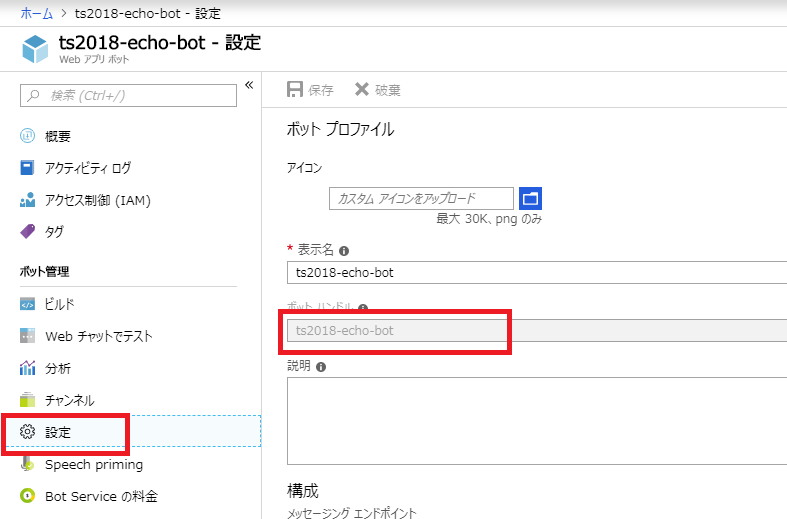 ホーム > ts2018-echo-bot - 設定
ts2018-echo-bot - 設定
Web アプリ ボット
«
検索 (Ctrl+/)
概要
アクティビティ ログ
アクセス制御 (IAM)
タグ
ボット管理
ビルド
Web チャットでテスト
分析
チャンネル
設定
Speech priming
Bot Service の料金
保存 破棄
ボット プロファイル
アイコン
カスタム アイコンをアップロード
最大 30K、png のみ
* 表示名
ts2018-echo-bot
ボット ハンドル
ts2018-echo-bot
説明
構成
メッセージング エンドポイント